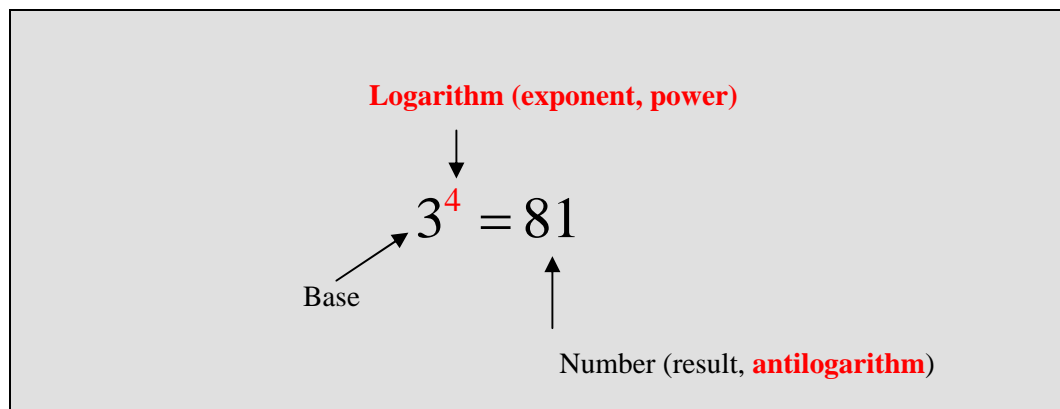 Logarithm (exponent, power)
3⁴ = 81
Base
Number (result, antilogarithm)